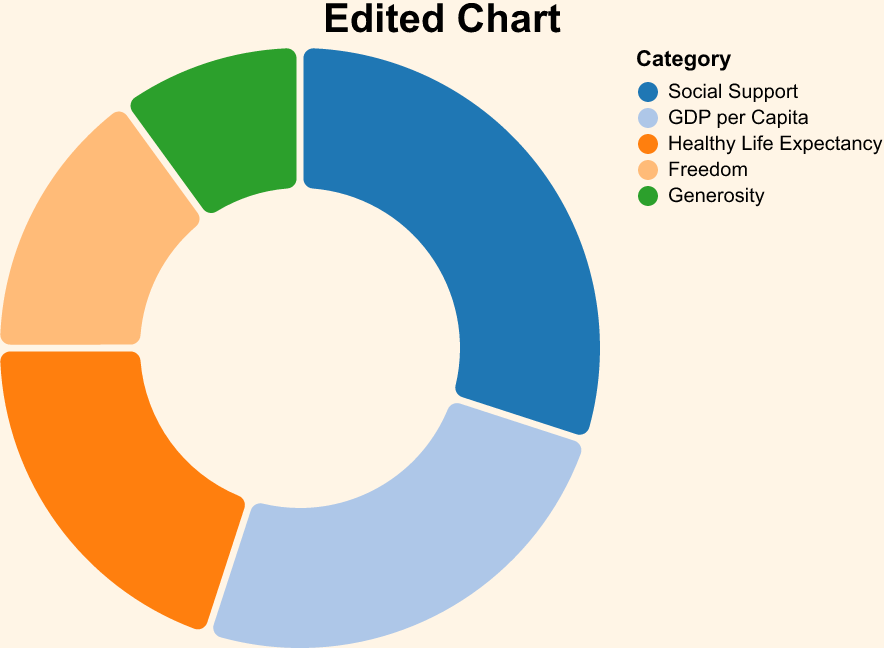 Edited Chart
Category
Social Support
GDP per Capita
Healthy Life Expectancy
Freedom
Generosity